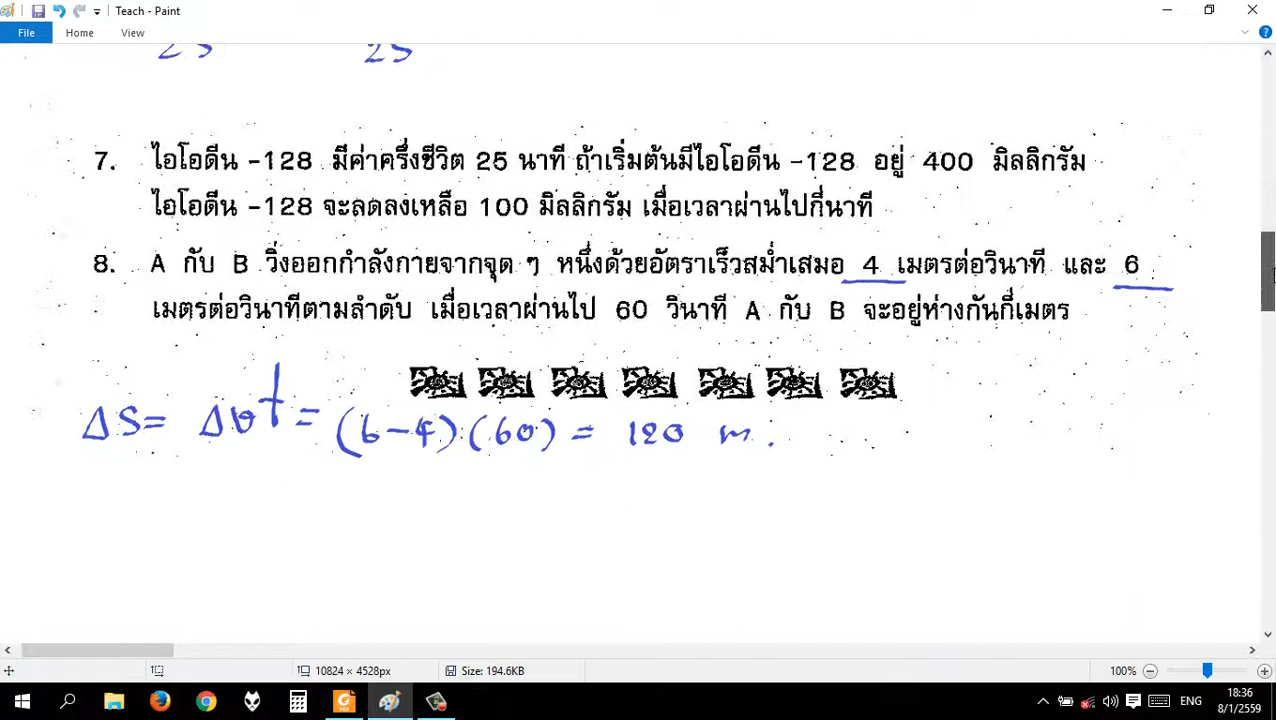 Teach - Paint
File Home View
25 25
7. ไอโอดีน -128 มีค่าครึ่งชีวิต 25 นาที ถ้าเริ่มต้นมีไอโอดีน -128 อยู่ 400 มิลลิกรัม
ไอโอดีน -128 จะลดลงเหลือ 100 มิลลิกรัม เมื่อเวลาผ่านไปกี่นาที
8. A กับ B วิ่งออกกำลังกายจากจุด ๆ หนึ่งด้วยอัตราเร็วสม่ำเสมอ 4 เมตรต่อวินาที และ 6
เมตรต่อวินาทีตามลำดับ เมื่อเวลาผ่านไป 60 วินาที A กับ B จะอยู่ห่างกันกี่เมตร
ΔS = Δvt = (6-4)(60) = 120 m.
10824 × 4528px Size: 194.6KB 100%
ENG 18:36
8/1/2559